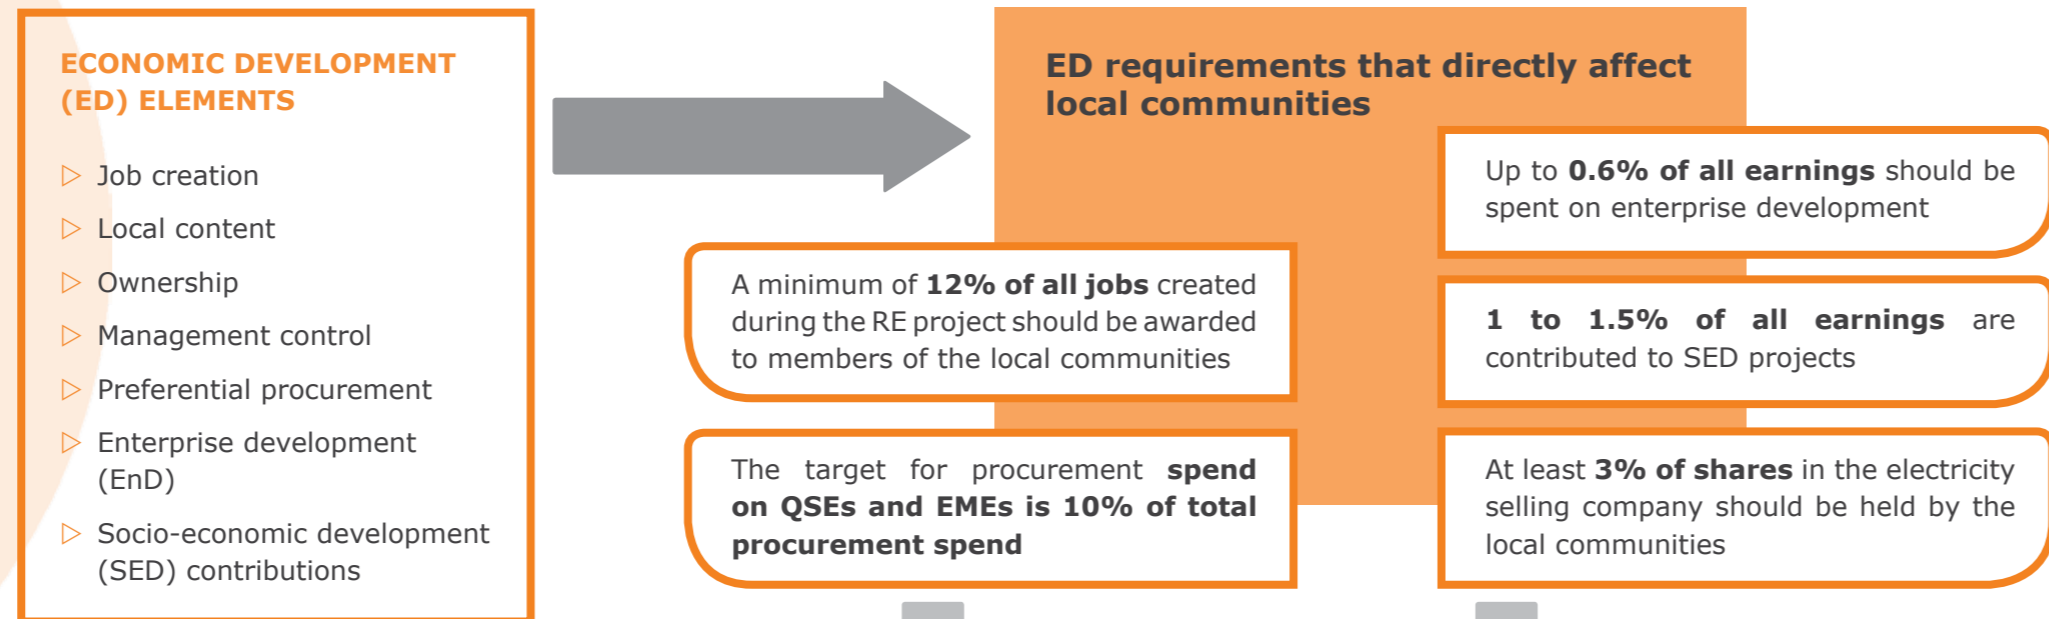 ECONOMIC DEVELOPMENT
(ED) ELEMENTS
▷ Job creation
▷ Local content
▷ Ownership
▷ Management control
▷ Preferential procurement
▷ Enterprise development
(EnD)
▷ Socio-economic development
(SED) contributions
ED requirements that directly affect
local communities
A minimum of 12% of all jobs created
during the RE project should be awarded
to members of the local communities
The target for procurement spend
on QSEs and EMEs is 10% of total
procurement spend
Up to 0.6% of all earnings should be
spent on enterprise development
1 to 1.5% of all earnings are
contributed to SED projects
At least 3% of shares in the electricity
selling company should be held by the
local communities